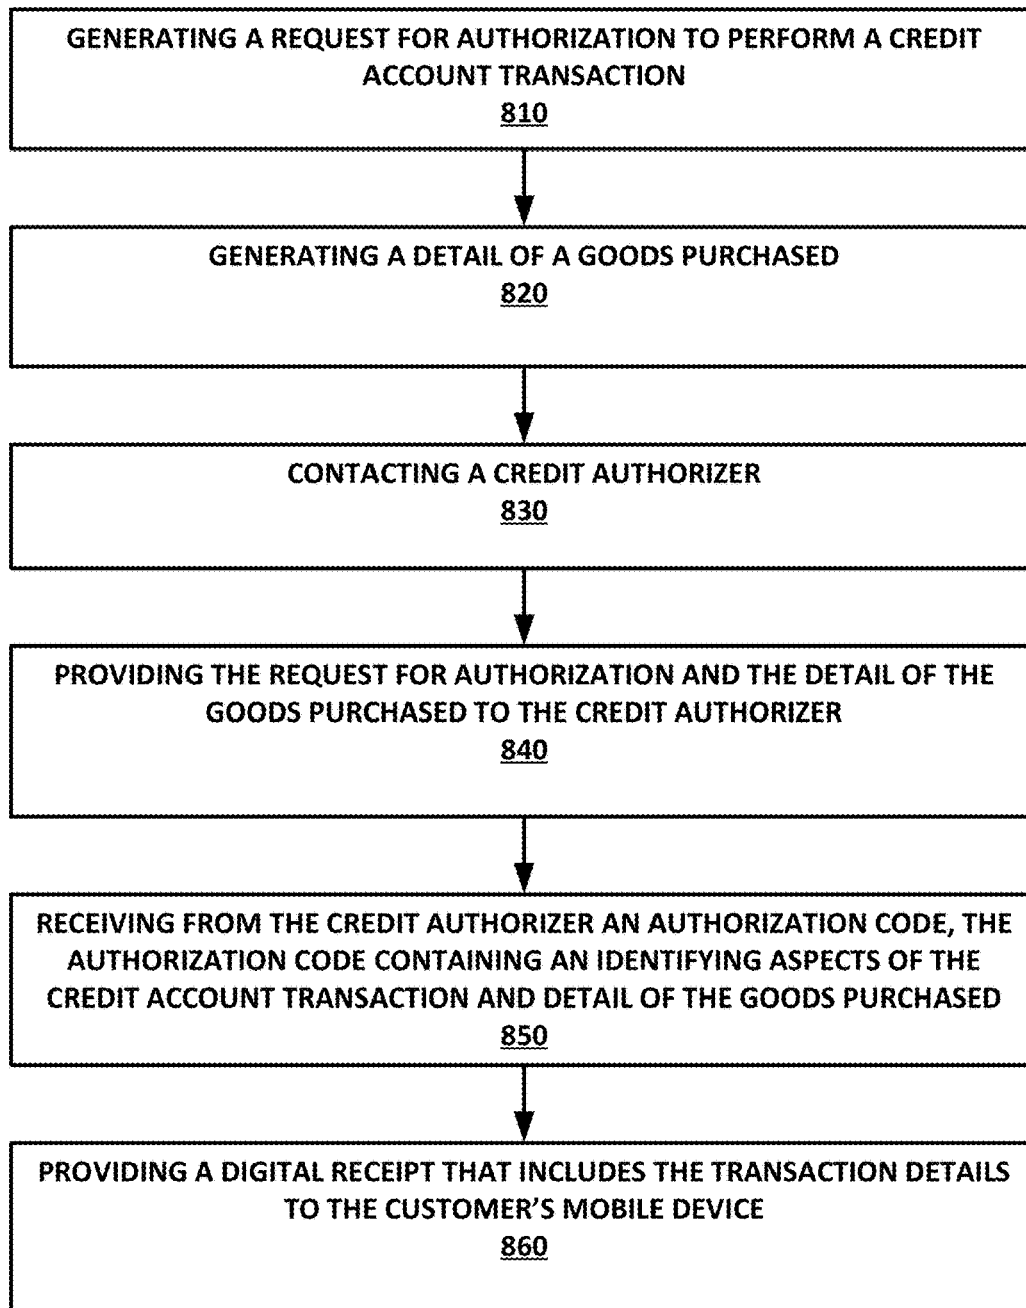 GENERATING A REQUEST FOR AUTHORIZATION TO PERFORM A CREDIT
ACCOUNT TRANSACTION
810
GENERATING A DETAIL OF A GOODS PURCHASED
820
CONTACTING A CREDIT AUTHORIZER
830
PROVIDING THE REQUEST FOR AUTHORIZATION AND THE DETAIL OF THE
GOODS PURCHASED TO THE CREDIT AUTHORIZER
840
RECEIVING FROM THE CREDIT AUTHORIZER AN AUTHORIZATION CODE, THE
AUTHORIZATION CODE CONTAINING AN IDENTIFYING ASPECTS OF THE
CREDIT ACCOUNT TRANSACTION AND DETAIL OF THE GOODS PURCHASED
850
PROVIDING A DIGITAL RECEIPT THAT INCLUDES THE TRANSACTION DETAILS
TO THE CUSTOMER’S MOBILE DEVICE
860